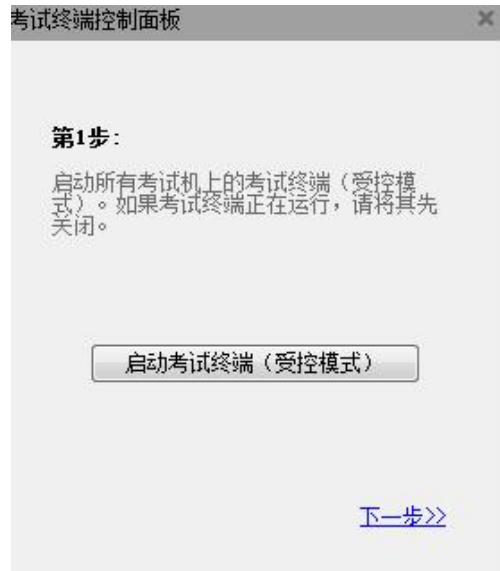 考试终端控制面板
第1步:
启动所有考试机上的考试终端（受控模
式）。如果考试终端正在运行，请将其先
关闭。
启动考试终端（受控模式）
下一步>>